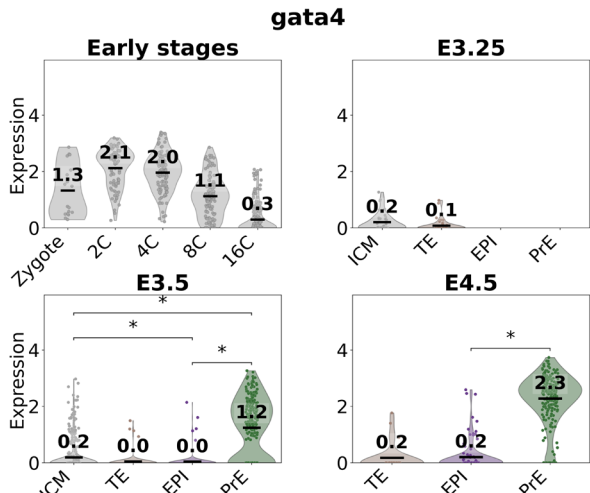 gata4
Early stages
E3.25
Expression
4
2
0
1.3
2.1
2.0
1.1
0.3
Zygote
2C
4C
8C
16C
4
2
0
0.2
0.1
ICM
TE
EPI
PrE
E3.5
E4.5
Expression
4
2
0
*
*
*
0.2
0.0
0.0
1.2
ICM
TE
EPI
PrE
4
2
0
*
0.2
0.2
2.3
TE
EPI
PrE